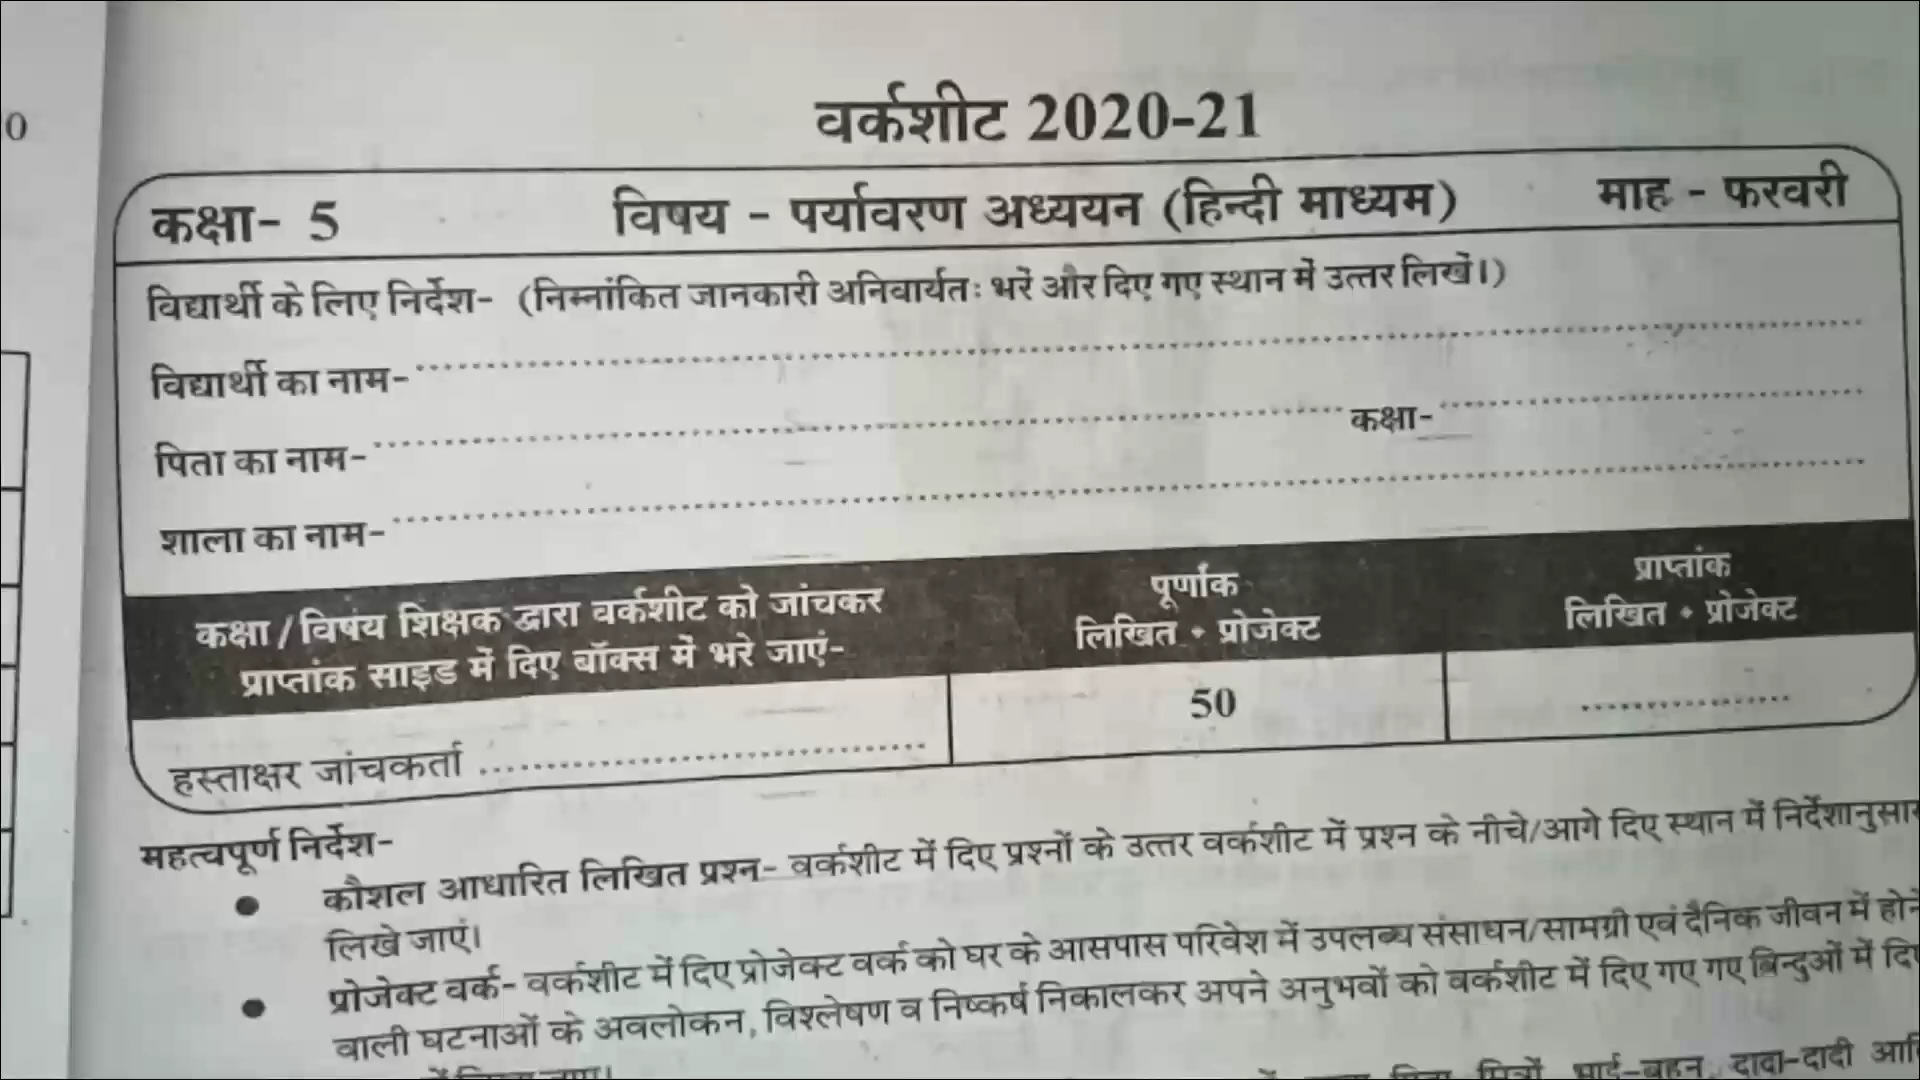 0
वर्कशीट 2020-21
कक्षा- 5 विषय - पर्यावरण अध्ययन (हिन्दी माध्यम) माह - फरवरी
विद्यार्थी के लिए निर्देश- (निम्नांकित जानकारी अनिवार्यतः भरें और दिए गए स्थान में उत्तर लिखें।)
विद्यार्थी का नाम-
पिता का नाम- कक्षा-
शाला का नाम-
कक्षा/विषय शिक्षक द्वारा वर्कशीट को जांचकर
प्राप्तांक साइड में दिए बॉक्स में भरे जाएं-
पूर्णांक
लिखित + प्रोजेक्ट
प्राप्तांक
लिखित + प्रोजेक्ट
हस्ताक्षर जांचकर्ता
50
महत्वपूर्ण निर्देश-
● कौशल आधारित लिखित प्रश्न- वर्कशीट में दिए प्रश्नों के उत्तर वर्कशीट में प्रश्न के नीचे/आगे दिए स्थान में निर्देशानुसार
लिखे जाएं।
● प्रोजेक्ट वर्क- वर्कशीट में दिए प्रोजेक्ट वर्क को घर के आसपास परिवेश में उपलब्ध संसाधन/सामग्री एवं दैनिक जीवन में होने
वाली घटनाओं के अवलोकन, विश्लेषण व निष्कर्ष निकालकर अपने अनुभवों को वर्कशीट में दिए गए गए बिन्दुओं में दिए
भाई-बहन, दादा-दादी आदि